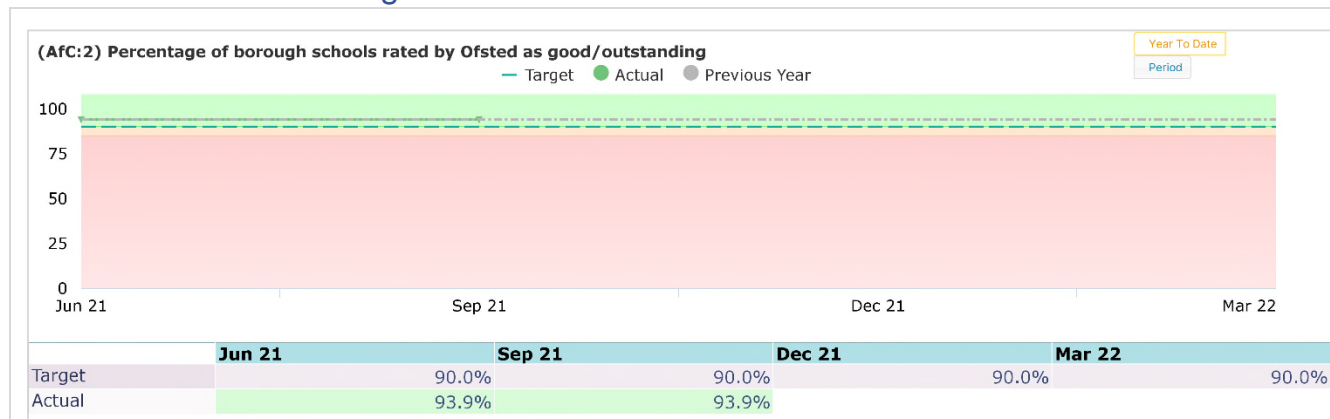 (AfC:2) Percentage of borough schools rated by Ofsted as good/outstanding
Year To Date
Period
Target Actual Previous Year
100
75
50
25
0
Jun 21 Sep 21 Dec 21 Mar 22
Jun 21 Sep 21 Dec 21 Mar 22
Target 90.0% 90.0% 90.0% 90.0%
Actual 93.9% 93.9%